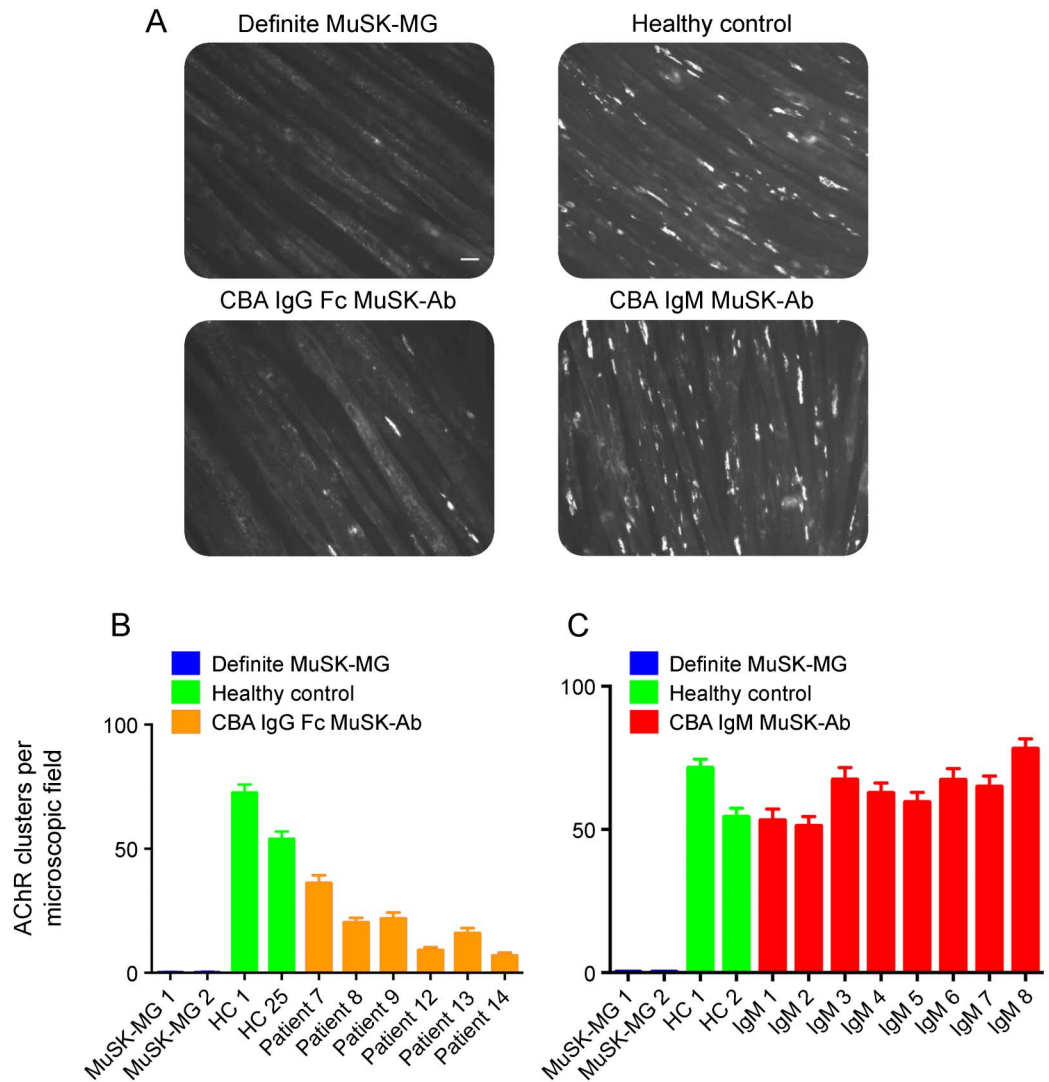 A
Definite MuSK-MG
Healthy control
CBA IgG Fc MuSK-Ab
CBA IgM MuSK-Ab
B
Definite MuSK-MG
Healthy control
CBA IgG Fc MuSK-Ab
AChR clusters per
microscopic field
100
50
0
MuSK-MG 1
MuSK-MG 2
HC 1
HC 25
Patient 7
Patient 8
Patient 9
Patient 12
Patient 13
Patient 14
C
Definite MuSK-MG
Healthy control
CBA IgM MuSK-Ab
100
50
0
MuSK-MG 1
MuSK-MG 2
HC 1
HC 2
IgM 1
IgM 2
IgM 3
IgM 4
IgM 5
IgM 6
IgM 7
IgM 8